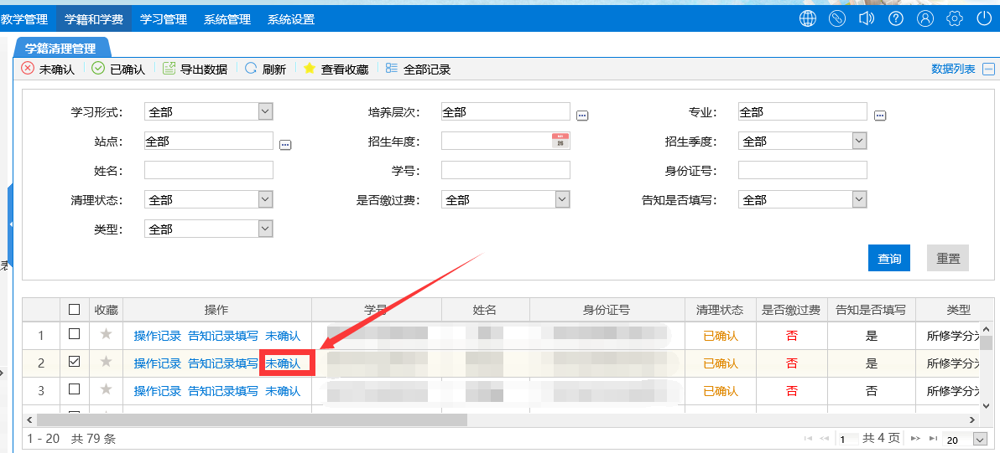 教学管理 学籍和学费 学习管理 系统管理 系统设置
学籍清理管理
未确认 已确认 导出数据 刷新 查看收藏 全部记录 数据列表
学习形式： 全部 培养层次： 全部 专业： 全部
站点： 全部 招生年度： 招生季度： 全部
姓名： 学号： 身份证号：
清理状态： 全部 是否缴过费： 全部 告知是否填写： 全部
类型： 全部
查询 重置
收藏 操作 学号 姓名 身份证号 清理状态 是否缴过费 告知是否填写 类型
1 操作记录 告知记录填写 未确认 已确认 否 是 所修学分
2 操作记录 告知记录填写 未确认 已确认 否 是 所修学分
3 操作记录 告知记录填写 未确认 已确认 否 否 所修学分
1 - 20 共 79 条 1 共 4 页 20